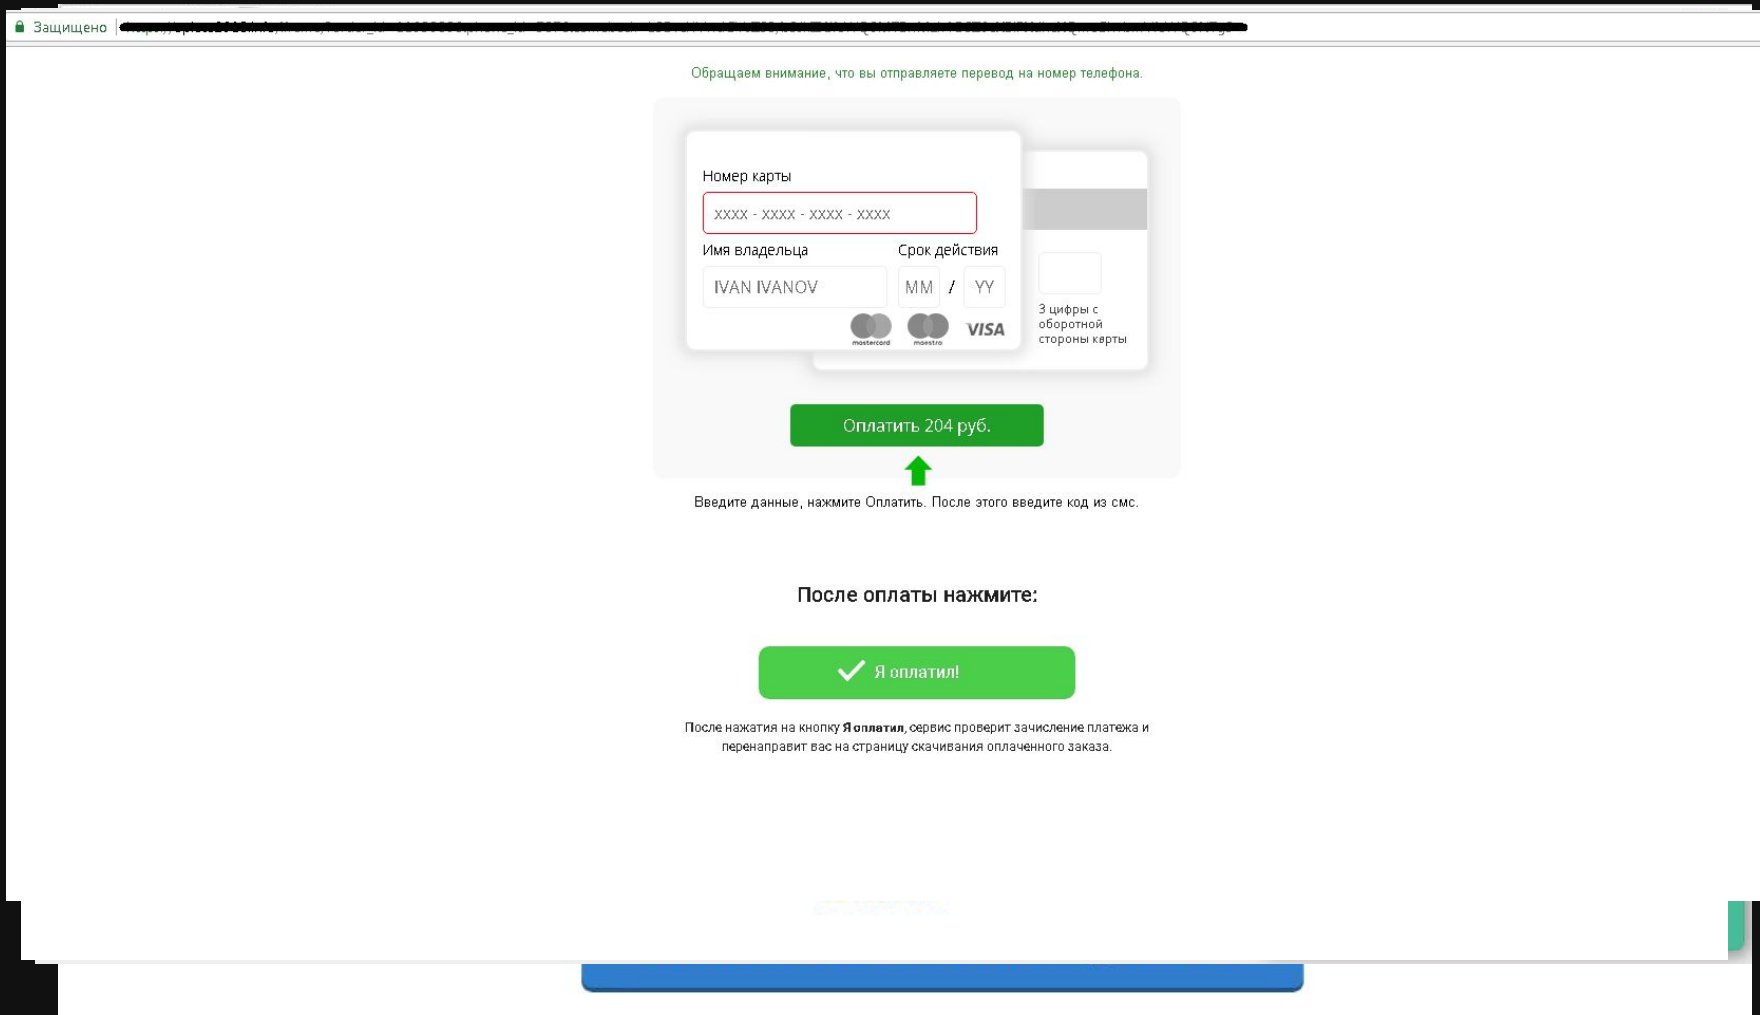 Защищено
Обращаем внимание, что вы отправляете перевод на номер телефона.
Номер карты
xxxx - xxxx - xxxx - xxxx
Имя владельца Срок действия
IVAN IVANOV MM / YY
3 цифры с
оборотной
стороны карты
mastercard maestro VISA
Оплатить 204 руб.
Введите данные, нажмите Оплатить. После этого введите код из смс.
После оплаты нажмите:
Я оплатил!
После нажатия на кнопку Я оплатил, сервис проверит зачисление платежа и
перенаправит вас на страницу скачивания оплаченного заказа.